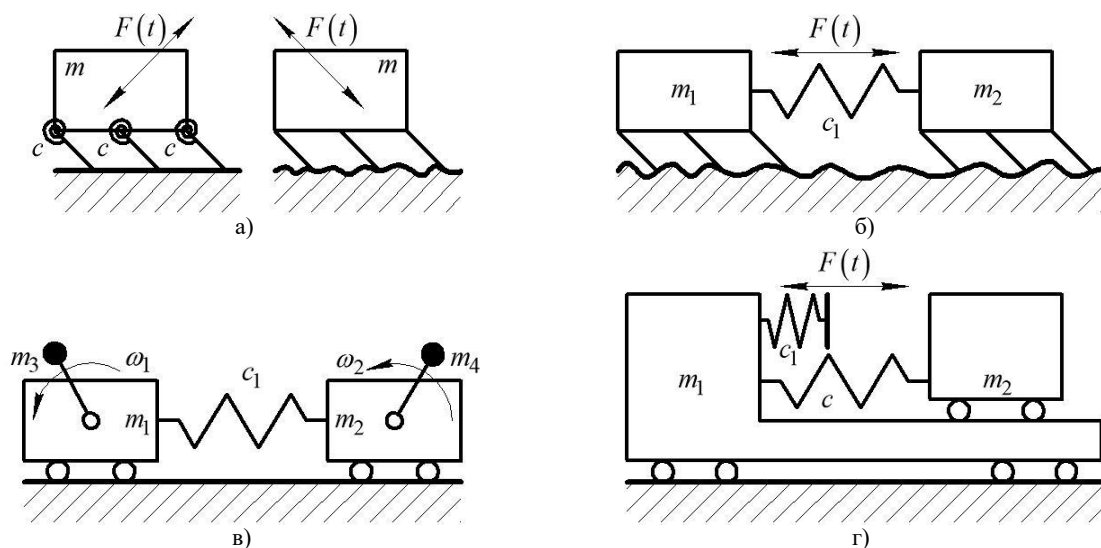 F(t) F(t)
m m
c c c
а)
F(t)
m₁ c₁ m₂
б)
m₃ ω₁ c₁ ω₂ m₄
m₁ m₂
в)
F(t)
c₁
m₁ c m₂
г)